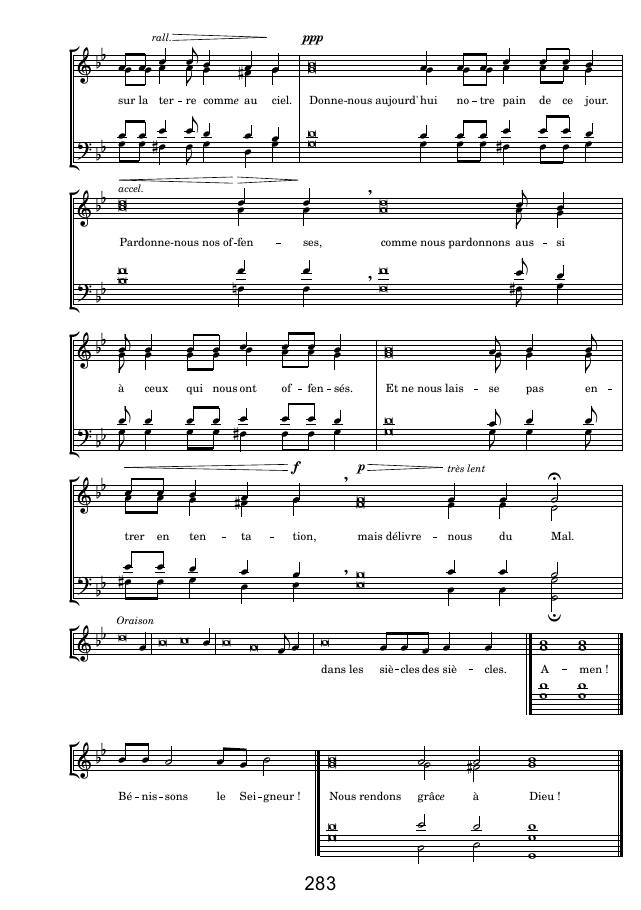 rall.
ppp
sur la ter – re comme au ciel. Donne-nous aujourd' hui no – tre pain de ce jour.
accel.
Pardonne-nous nos of -fen – ses, comme nous pardonnons aus – si
à ceux qui nous ont of – fen – sés. Et ne nous lais – se pas en –
f
p
très lent
trer en ten – ta – tion, mais délivre – nous du Mal.
Oraison
dans les siè – cles des siè – cles. A – men !
Bé – nis – sons le Sei – gneur ! Nous rendons grâce à Dieu !
283